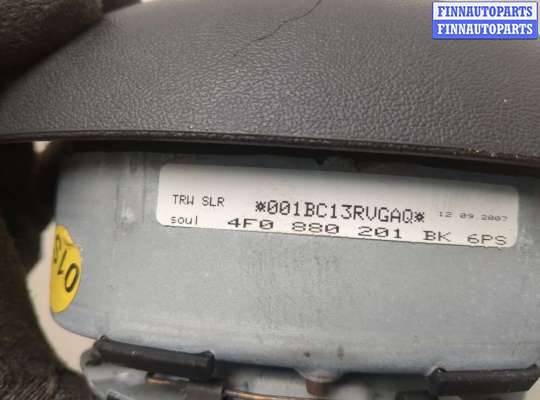 FINNAUTOPARTS
FINNAUTOPARTS
TRW SLR *001BC13RVGAQ* 12 09.2007
soul 4F0 880 201 BK 6PS
018